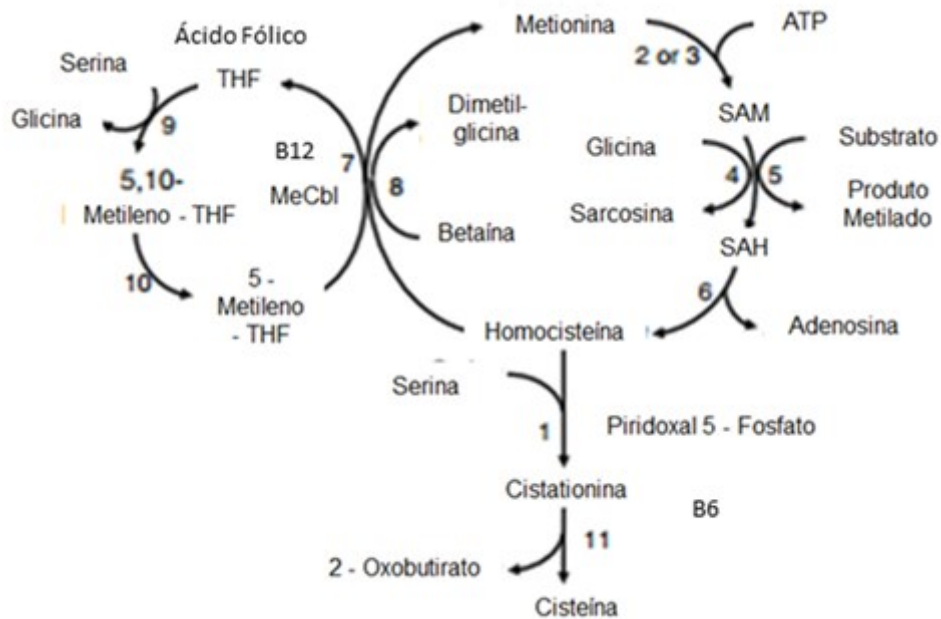 Ácido Fólico
Serina
THF
Glicina
9
5,10-
Metileno - THF
10
5 -
Metileno
- THF
B12
MeCbl
7
8
Metionina
Dimetil-
glicina
Betaína
2 or 3
ATP
SAM
Glicina
Substrato
4
5
Sarcosina
Produto
Metilado
SAH
6
Adenosina
Homocisteína
Serina
1
Piridoxal 5 - Fosfato
Cistationina
B6
11
2 - Oxobutirato
Cisteína